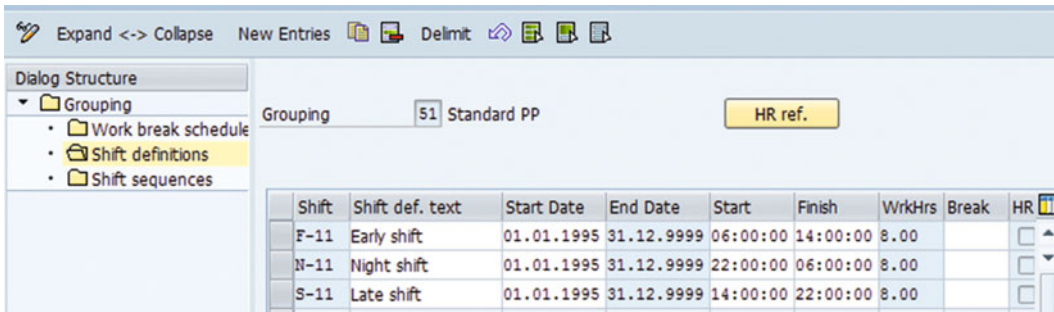 Expand <-> Collapse New Entries Delimit
Dialog Structure
Grouping
Work break schedule
Shift definitions
Shift sequences
Grouping 51 Standard PP HR ref.
Shift Shift def. text Start Date End Date Start Finish WrkHrs Break HR
F-11 Early shift 01.01.1995 31.12.9999 06:00:00 14:00:00 8.00
N-11 Night shift 01.01.1995 31.12.9999 22:00:00 06:00:00 8.00
S-11 Late shift 01.01.1995 31.12.9999 14:00:00 22:00:00 8.00